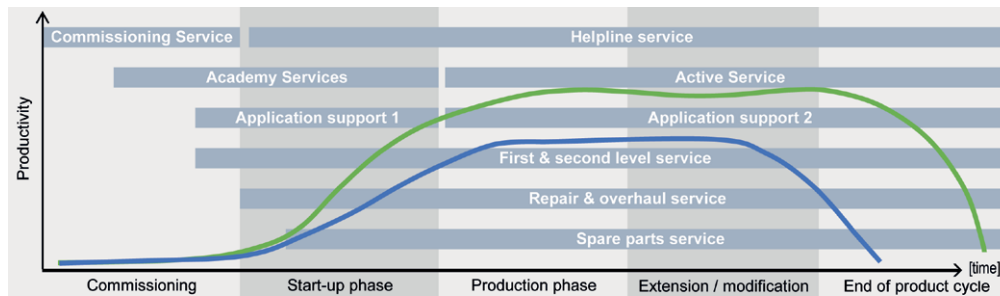 Commissioning Service
Helpline service
Academy Services
Active Service
Application support 1
Application support 2
First & second level service
Repair & overhaul service
Spare parts service
Productivity
[time]
Commissioning
Start-up phase
Production phase
Extension / modification
End of product cycle